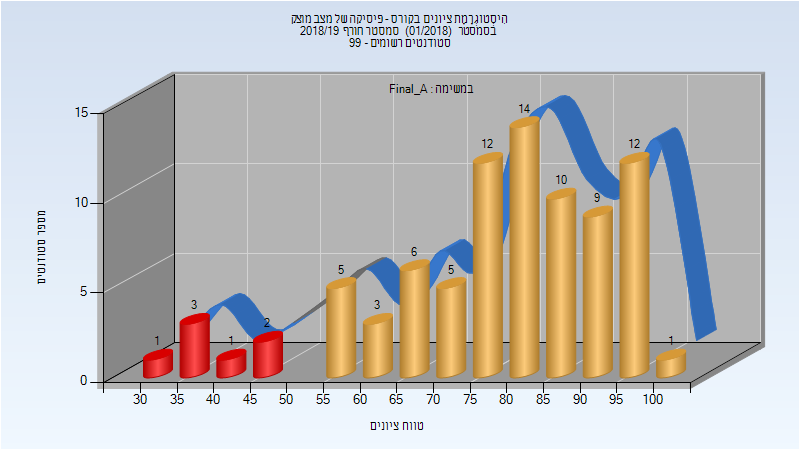 היסטוגרמת ציונים בקורס - פיסיקה של מצב מוצק
בסמסטר (01/2018) סמסטר חורף 2018/19
סטודנטים רשומים - 99
במשימה : Final_A
מספר סטודנטים
15
10
5
0
1
3
1
2
5
3
6
5
12
14
10
9
12
1
30 35 40 45 50 55 60 65 70 75 80 85 90 95 100
טווח ציונים